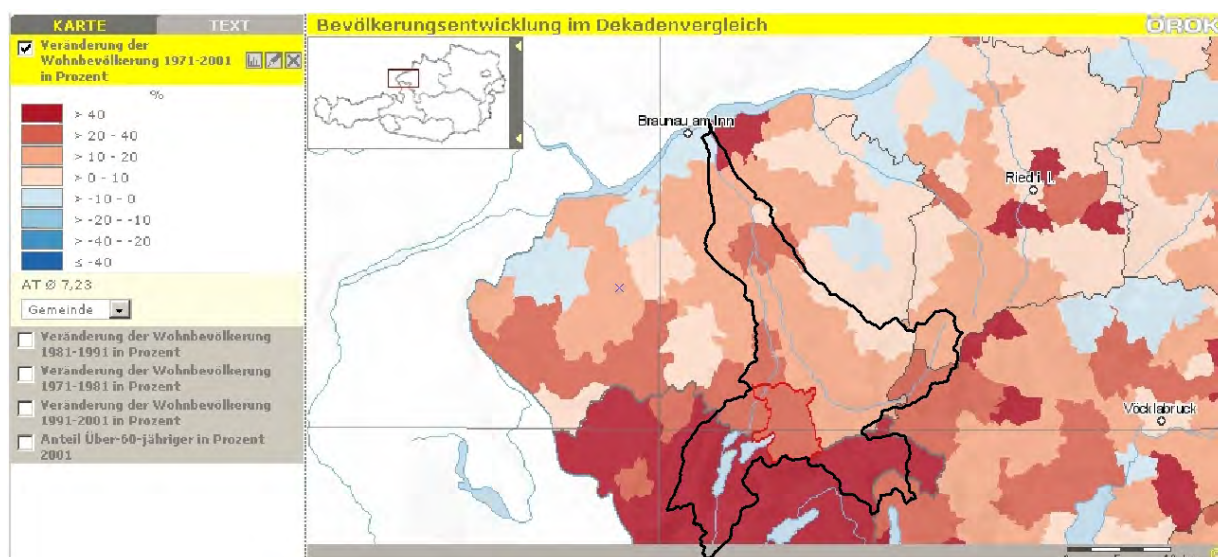 KARTE
TEXT
Bevölkerungsentwicklung im Dekadenvergleich
ÖROK
Veränderung der
Wohnbevölkerung 1971-2001
in Prozent
%
> 40
> 20 - 40
> 10 - 20
> 0 - 10
> -10 - 0
> -20 - -10
> -40 - -20
≤ -40
AT Ø 7,23
Gemeinde
Veränderung der Wohnbevölkerung
1981-1991 in Prozent
Veränderung der Wohnbevölkerung
1971-1981 in Prozent
Veränderung der Wohnbevölkerung
1991-2001 in Prozent
Anteil Über-60-jähriger in Prozent
2001
Braunau am Inn
Ried i. I.
Vöcklabruck